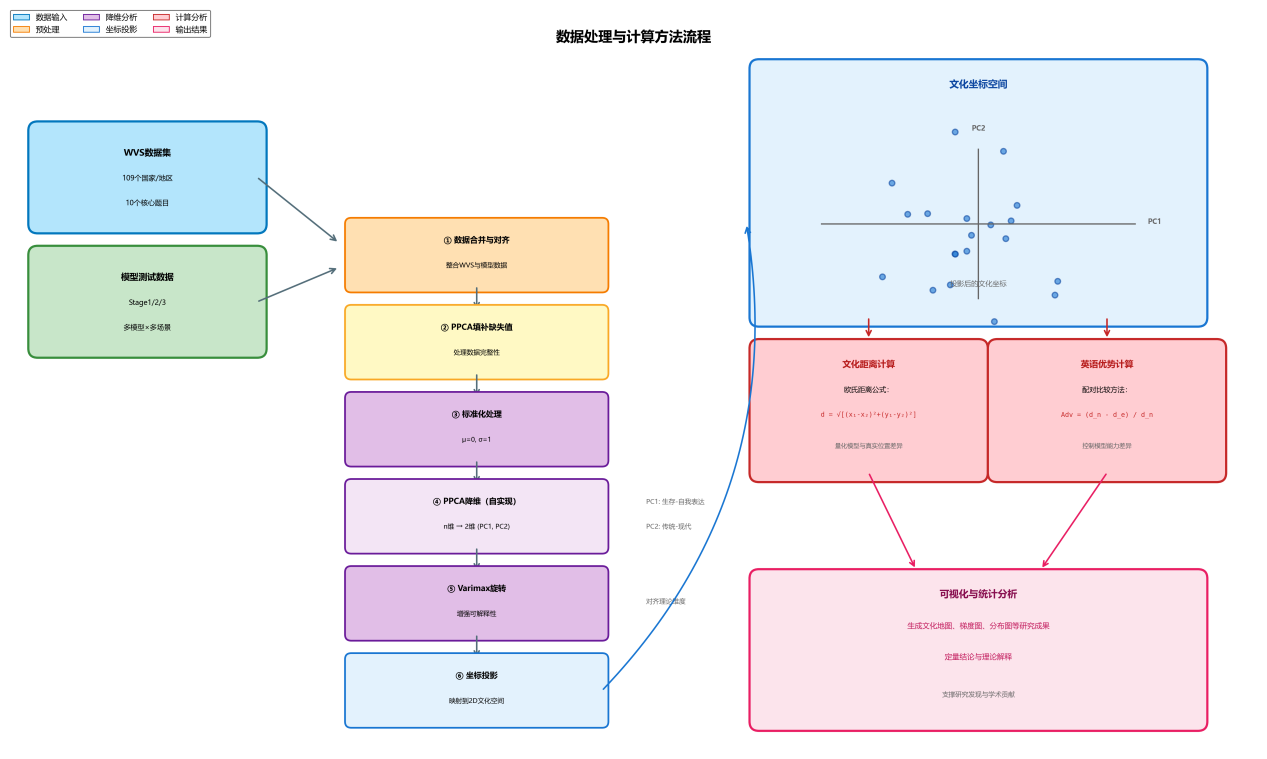 数据输入
降维分析
计算分析
预处理
坐标投影
输出结果
数据处理与计算方法流程
WVS数据集
109个国家/地区
10个核心题目
模型测试数据
Stage1/2/3
多模型×多场景
① 数据合并与对齐
整合WVS与模型数据
② PPCA填补缺失值
处理数据完整性
③ 标准化处理
μ=0, σ=1
④ PPCA降维（自实现）
n维 → 2维 (PC1, PC2)
PC1: 生存-自我表达
PC2: 传统-现代
⑤ Varimax旋转
增强可解释性
对齐理论维度
⑥ 坐标投影
映射到2D文化空间
文化坐标空间
PC2
PC1
投影后的文化坐标
文化距离计算
欧氏距离公式:
d = √[(x₁-x₂)²+(y₁-y₂)²]
量化模型与真实位置差异
英语优势计算
配对比较方法:
Adv = (d_n - d_e) / d_n
控制模型能力差异
可视化与统计分析
生成文化地图、梯度图、分布图等研究成果
定量结论与理论解释
支撑研究发现与学术贡献